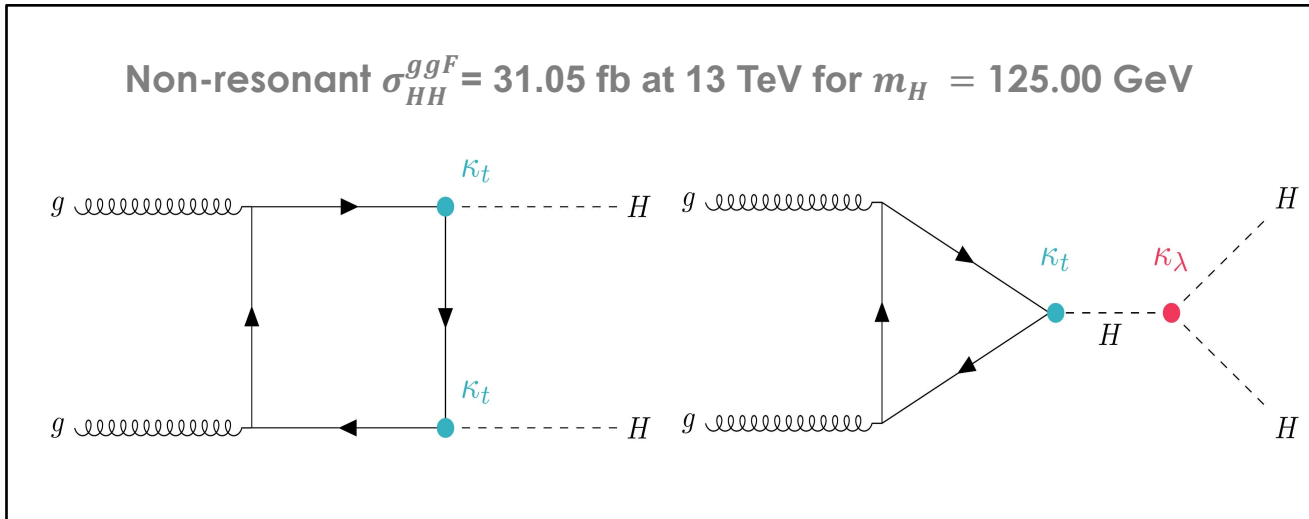 Non-resonant $\sigma_{HH}^{ggF}$= 31.05 fb at 13 TeV for $m_H$ = 125.00 GeV
κ_t
g
H
κ_t
g
H
g
H
κ_t
κ_λ
H
g
H